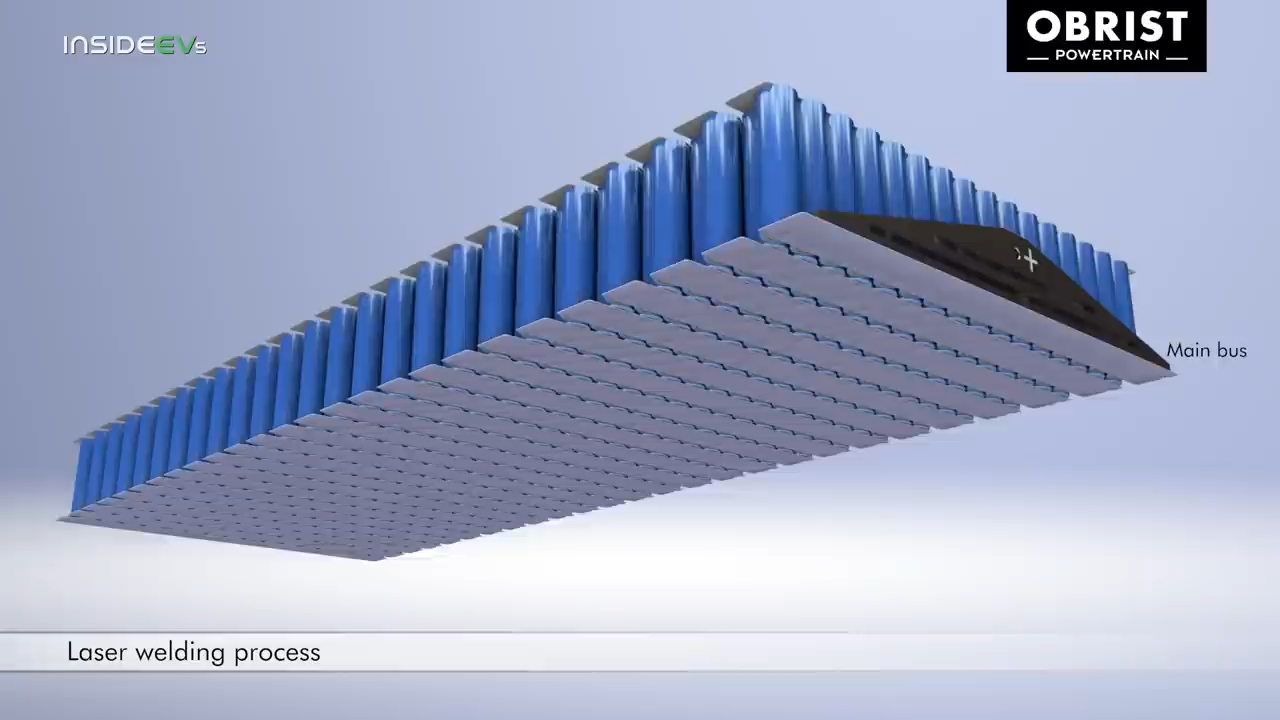 INSIDEEVs
OBRIST
POWERTRAIN
+
Main bus
Laser welding process